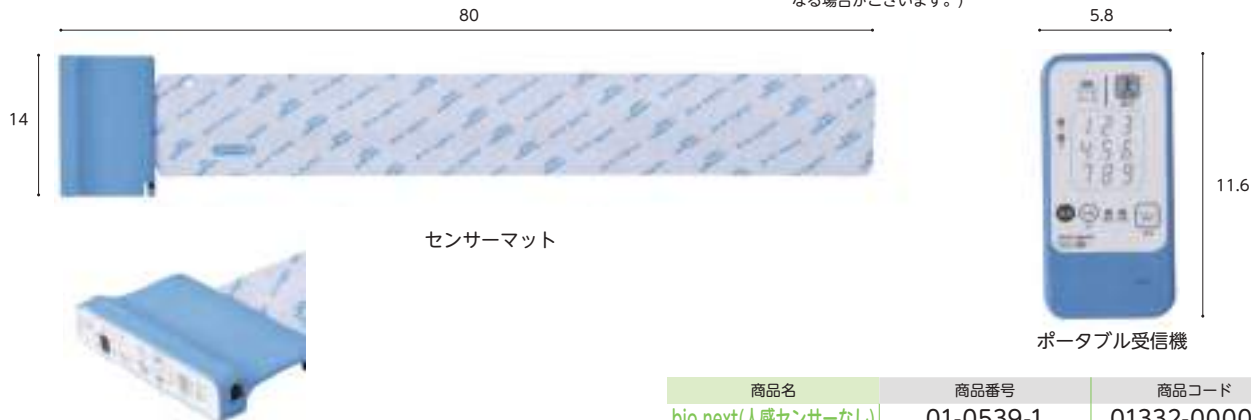 なる場合がございます。)
80
5.8
14
11.6
センサーマット
ポータブル受信機
商品名 商品番号 商品コード
bio next(人感センサーなし) 01-0539-1 01332-0000